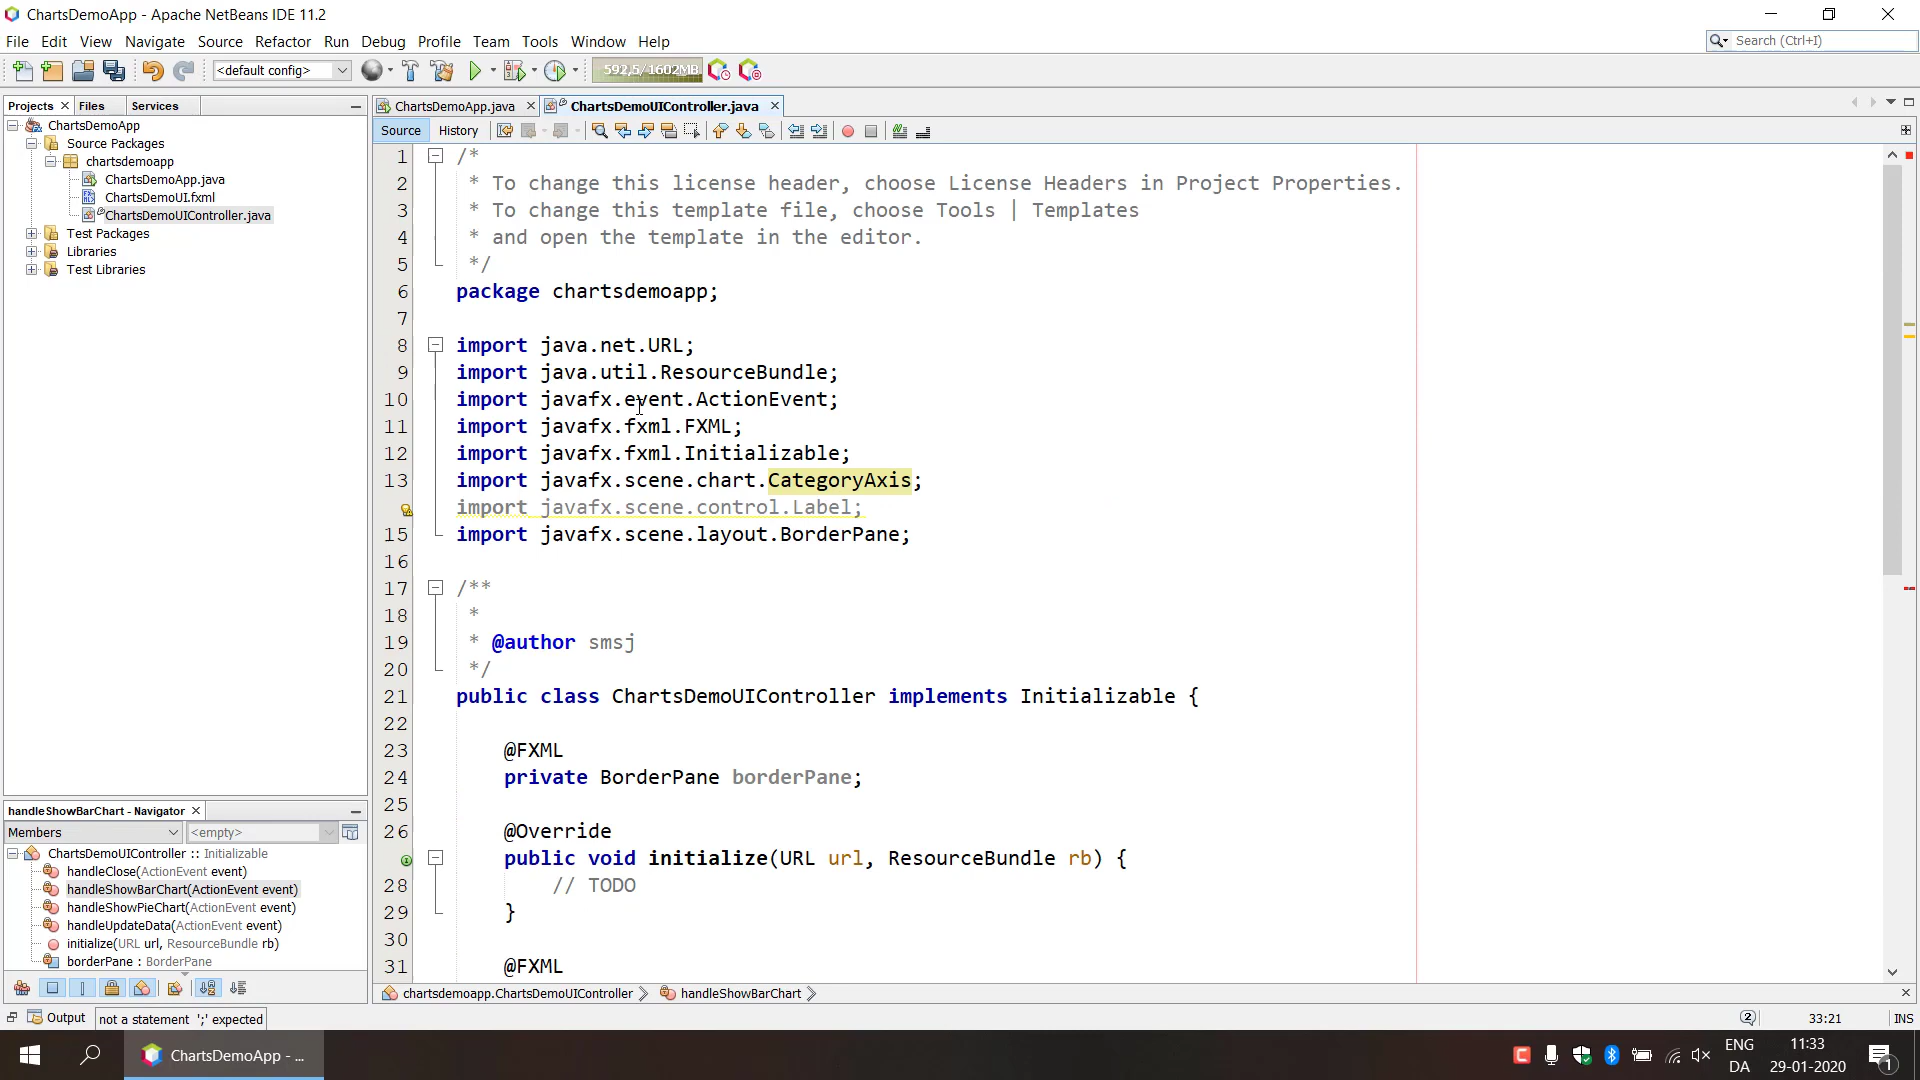 ChartsDemoApp - Apache NetBeans IDE 11.2
File Edit View Navigate Source Refactor Run Debug Profile Team Tools Window Help
Search (Ctrl+I)
<default config>
592,5/1602MB
Projects Files Services
ChartsDemoApp.java ChartsDemoUIController.java
Source History
ChartsDemoApp
Source Packages
chartsdemoapp
ChartsDemoApp.java
ChartsDemoUI.fxml
ChartsDemoUIController.java
Test Packages
Libraries
Test Libraries
1 /*
2 * To change this license header, choose License Headers in Project Properties.
3 * To change this template file, choose Tools | Templates
4 * and open the template in the editor.
5 */
6 package chartsdemoapp;
7
8 import java.net.URL;
9 import java.util.ResourceBundle;
10 import javafx.event.ActionEvent;
11 import javafx.fxml.FXML;
12 import javafx.fxml.Initializable;
13 import javafx.scene.chart.CategoryAxis;
import javafx.scene.control.Label;
15 import javafx.scene.layout.BorderPane;
16
17 /**
18 *
19 * @author smsj
20 */
21 public class ChartsDemoUIController implements Initializable {
22
23 @FXML
24 private BorderPane borderPane;
25
26 @Override
public void initialize(URL url, ResourceBundle rb) {
28 // TODO
29 }
30
31 @FXML
handleShowBarChart - Navigator
Members <empty>
ChartsDemoUIController :: Initializable
handleClose(ActionEvent event)
handleShowBarChart(ActionEvent event)
handleShowPieChart(ActionEvent event)
handleUpdateData(ActionEvent event)
initialize(URL url, ResourceBundle rb)
borderPane : BorderPane
chartsdemoapp.ChartsDemoUIController handleShowBarChart
Output not a statement ';' expected
2 33:21 INS
ChartsDemoApp - ...
ENG
DA
11:33
29-01-2020
1